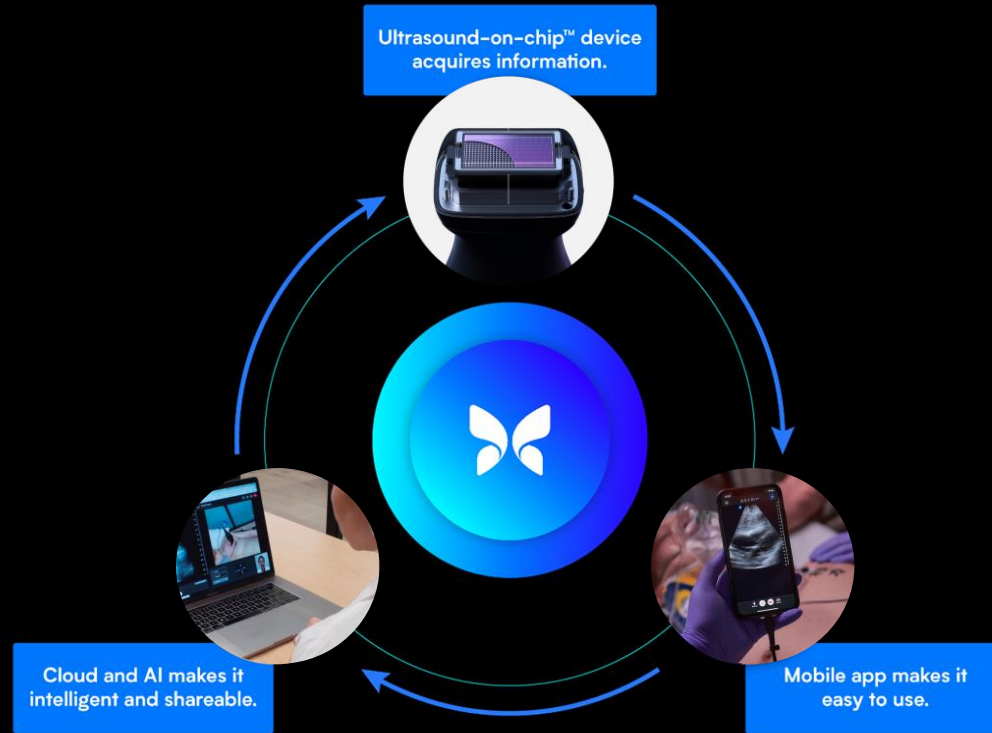 Ultrasound-on-chip™ device
acquires information.
Cloud and AI makes it
intelligent and shareable.
Mobile app makes it
easy to use.